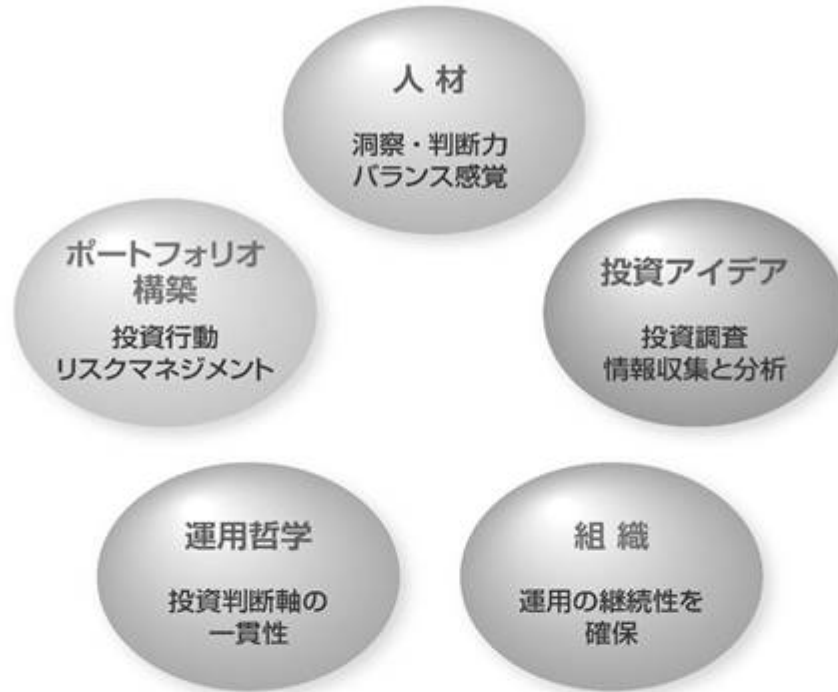 人 材
洞察・判断力
バランス感覚
ポートフォリオ
構築
投資行動
リスクマネジメント
投資アイデア
投資調査
情報収集と分析
運用哲学
投資判断軸の
一貫性
組 織
運用の継続性を
確保